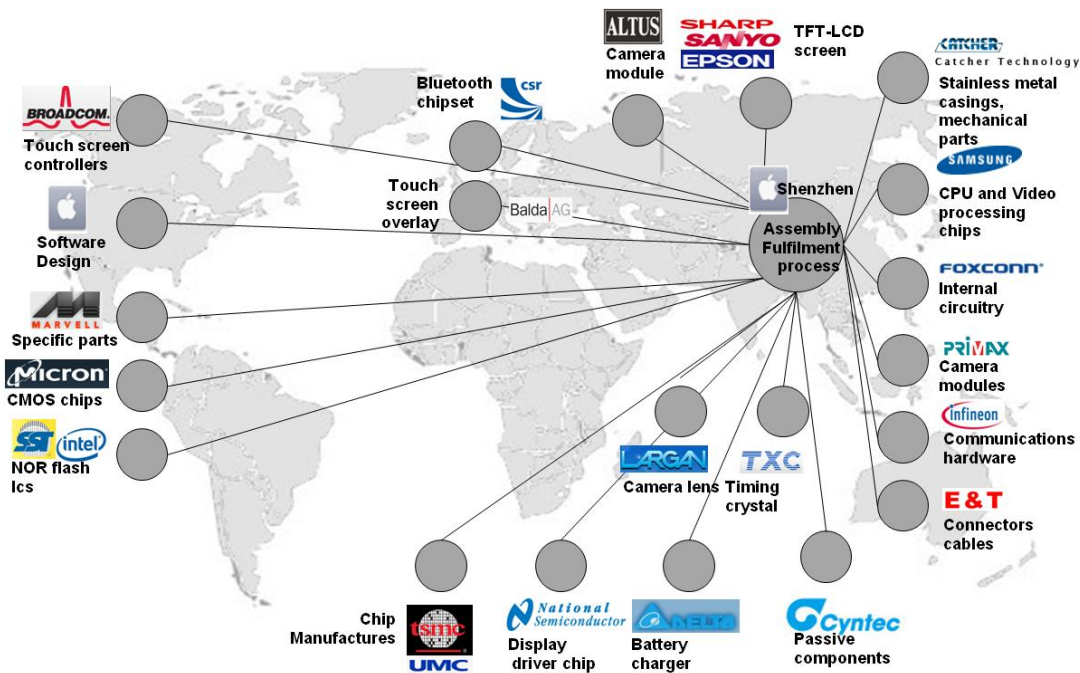 BROADCOM.
Touch screen
controllers
Software
Design
MARVELL
Specific parts
Micron
CMOS chips
SST
intel
NOR flash
Ics
Bluetooth
chipset
csr
Touch
screen
overlay
Balda AG
ALTUS
Camera
module
SHARP
SANYO
EPSON
TFT-LCD
screen
Shenzhen
Assembly
Fulfilment
process
CATCHER
Catcher Technology
Stainless metal
casings,
mechanical
parts
SAMSUNG
CPU and Video
processing
chips
FOXCONN
Internal
circuitry
PRIMAX
Camera
modules
Infineon
Communications
hardware
E & T
Connectors
cables
LARGAN
Camera lens
TXC
Timing
crystal
Chip
Manufactures
tsmc
UMC
National
Semiconductor
Display
driver chip
DELTA
Battery
charger
Cyntec
Passive
components